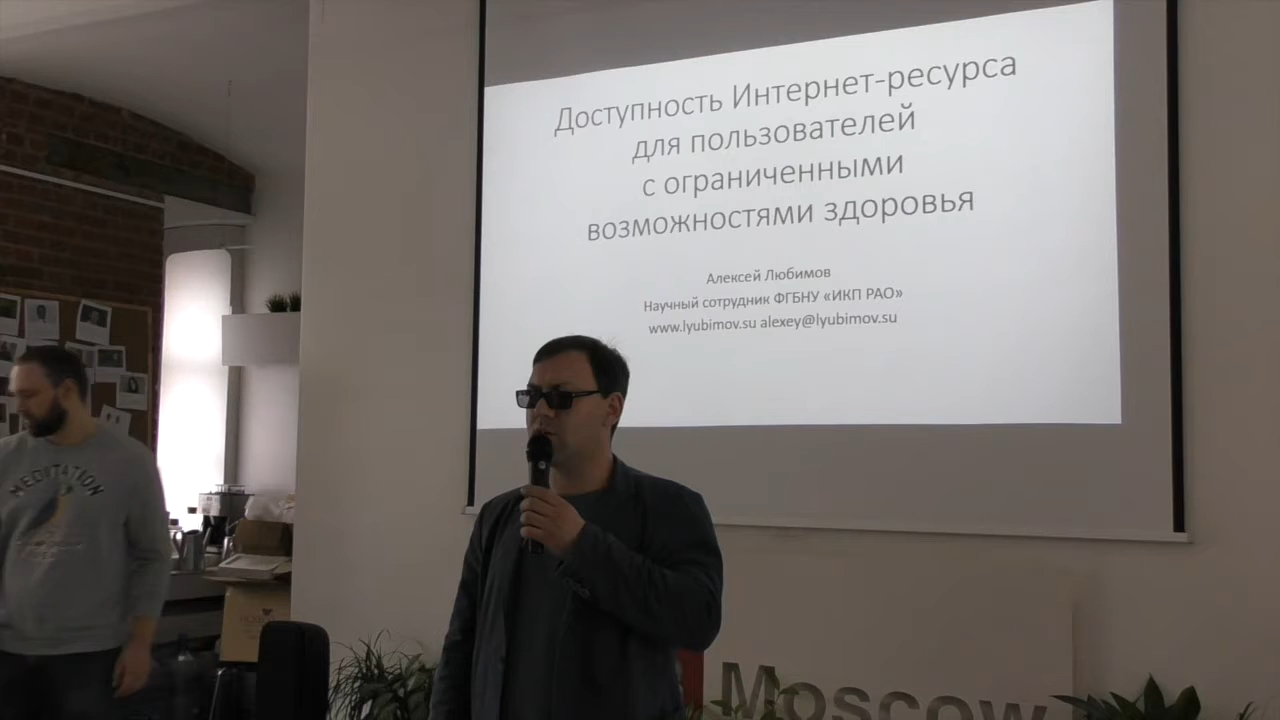 Доступность Интернет-ресурса
для пользователей
с ограниченными
возможностями здоровья
Алексей Любимов
Научный сотрудник ФГБНУ «ИКП РАО»
www.lyubimov.su alexey@lyubimov.su
MEDITATION
Moscow